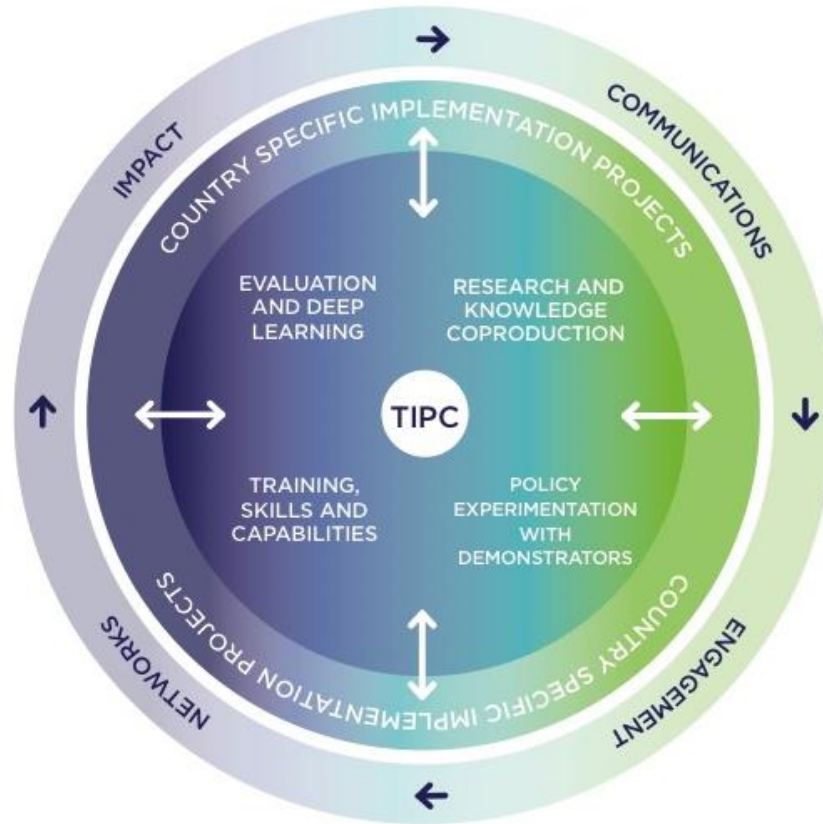 IMPACT
COMMUNICATIONS
COUNTRY SPECIFIC IMPLEMENTATION PROJECTS
EVALUATION
AND DEEP
LEARNING
RESEARCH AND
KNOWLEDGE
COPRODUCTION
TIPC
TRAINING,
SKILLS AND
CAPABILITIES
POLICY
EXPERIMENTATION
WITH
DEMONSTRATORS
COUNTRY SPECIFIC IMPLEMENTATION PROJECTS
NETWORKS
ENGAGEMENT